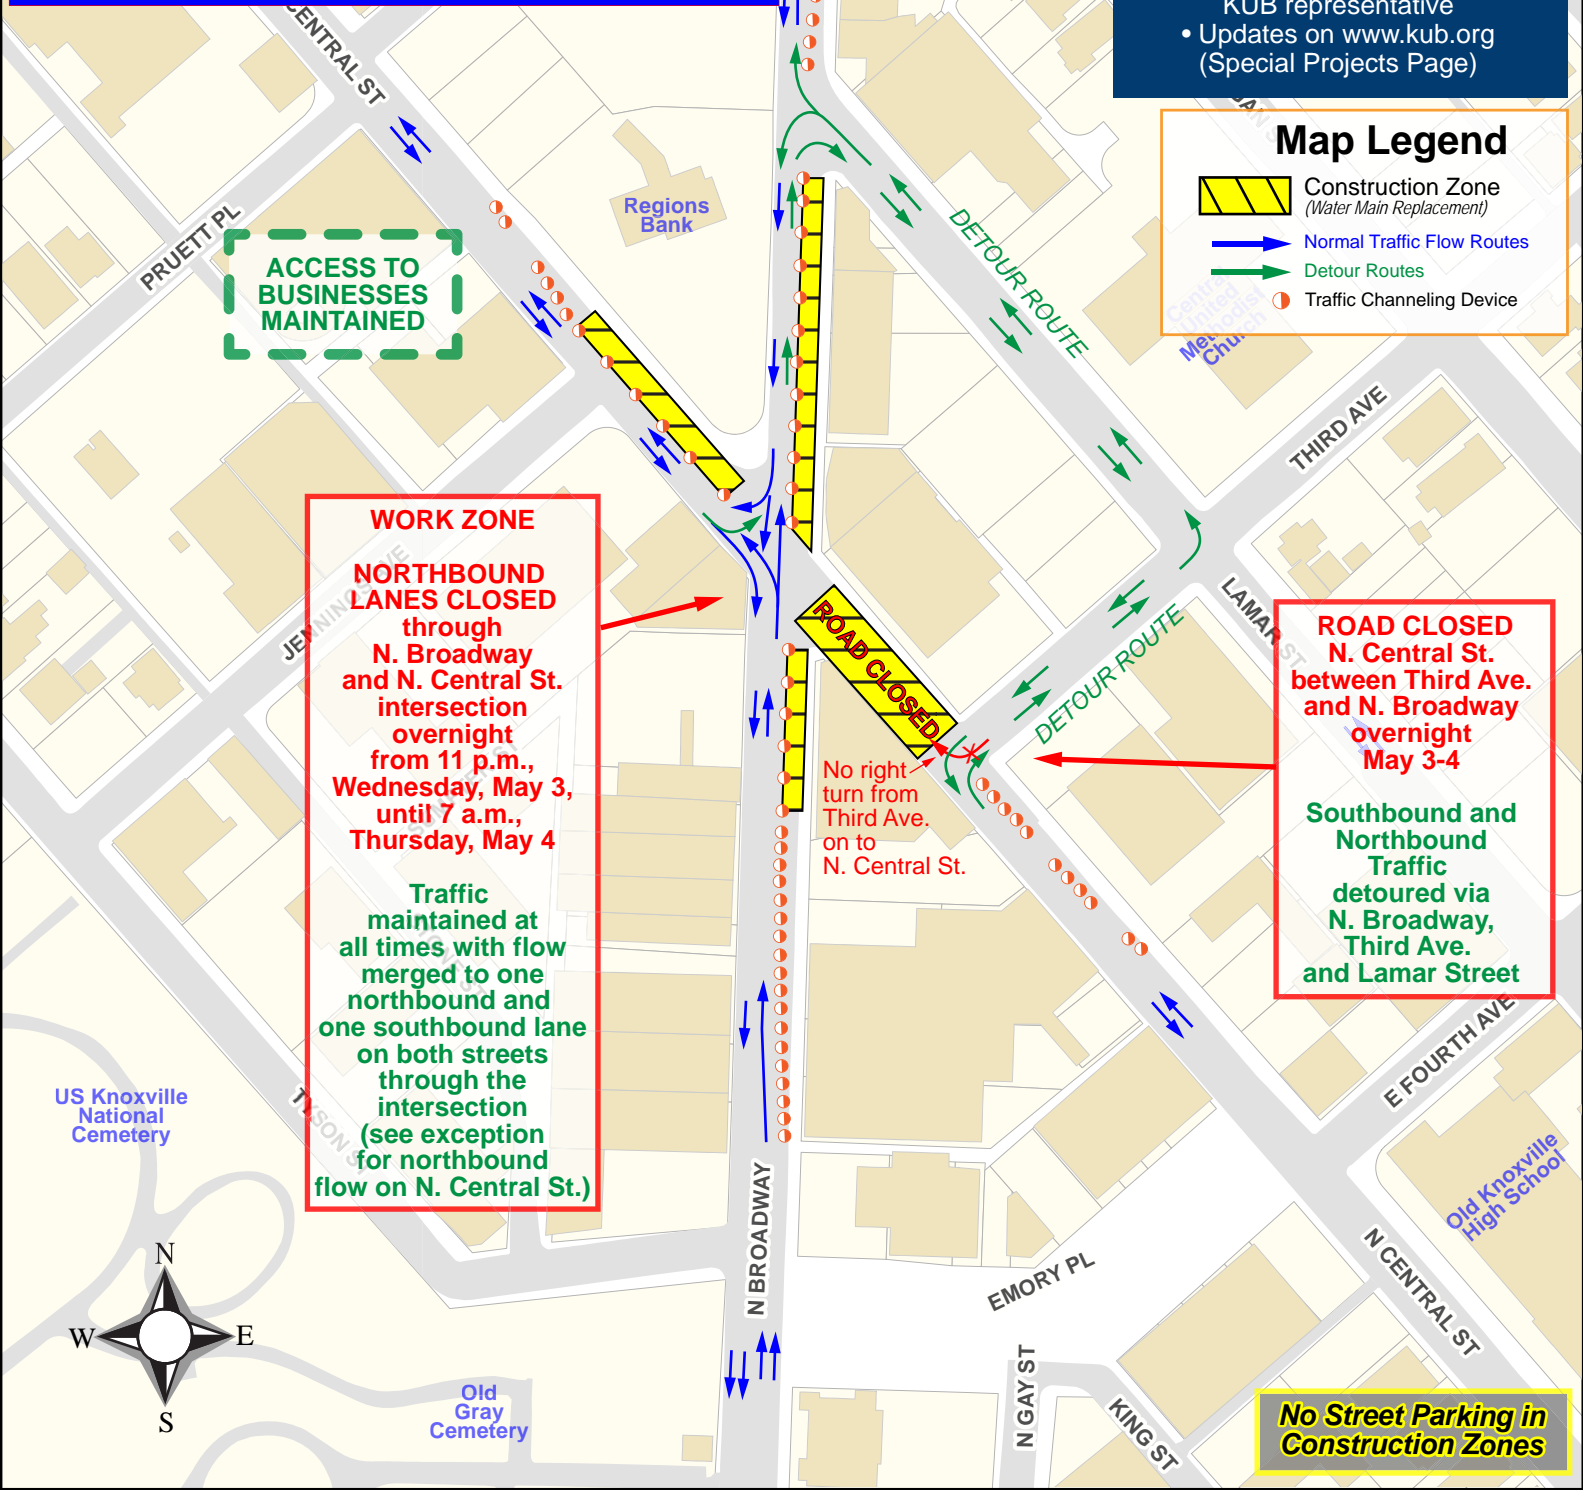 KUB representative
• Updates on www.kub.org
(Special Projects Page)
Map Legend
Construction Zone
(Water Main Replacement)
Normal Traffic Flow Routes
Detour Routes
Traffic Channeling Device
CENTRAL ST
PRUETT PL
Regions
Bank
ACCESS TO
BUSINESSES
MAINTAINED
DETOUR ROUTE
Central
United
Methodist
Church
THIRD AVE
WORK ZONE
NORTHBOUND
LANES CLOSED
through
N. Broadway
and N. Central St.
intersection
overnight
from 11 p.m.,
Wednesday, May 3,
until 7 a.m.,
Thursday, May 4
Traffic
maintained at
all times with flow
merged to one
northbound and
one southbound lane
on both streets
through the
intersection
(see exception
for northbound
flow on N. Central St.)
JENNINGS AVE
TYSON ST
ROAD CLOSED
No right
turn from
Third Ave.
on to
N. Central St.
DETOUR ROUTE
LAMAR ST
ROAD CLOSED
N. Central St.
between Third Ave.
and N. Broadway
overnight
May 3-4
Southbound and
Northbound
Traffic
detoured via
N. Broadway,
Third Ave.
and Lamar Street
E FOURTH AVE
US Knoxville
National
Cemetery
Old Knoxville
High School
N BROADWAY
EMORY PL
N CENTRAL ST
N
W
E
S
Old
Gray
Cemetery
N GAY ST
KING ST
No Street Parking in
Construction Zones